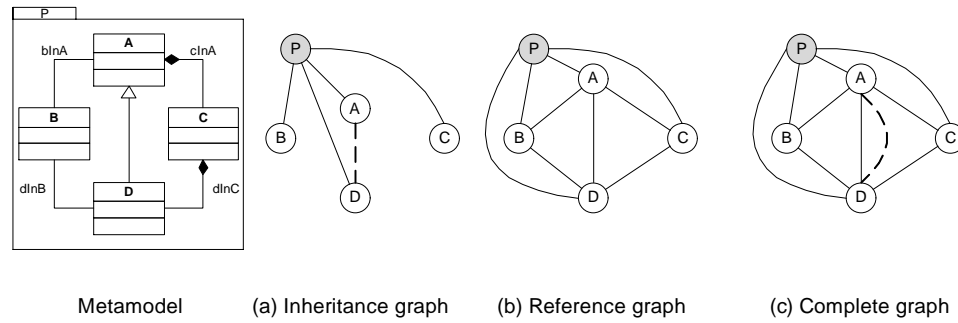 P
A
bInA
cInA
B
C
D
dInB
dInC
P
A
B
C
D
P
A
B
C
D
P
A
B
C
D
Metamodel
(a) Inheritance graph
(b) Reference graph
(c) Complete graph